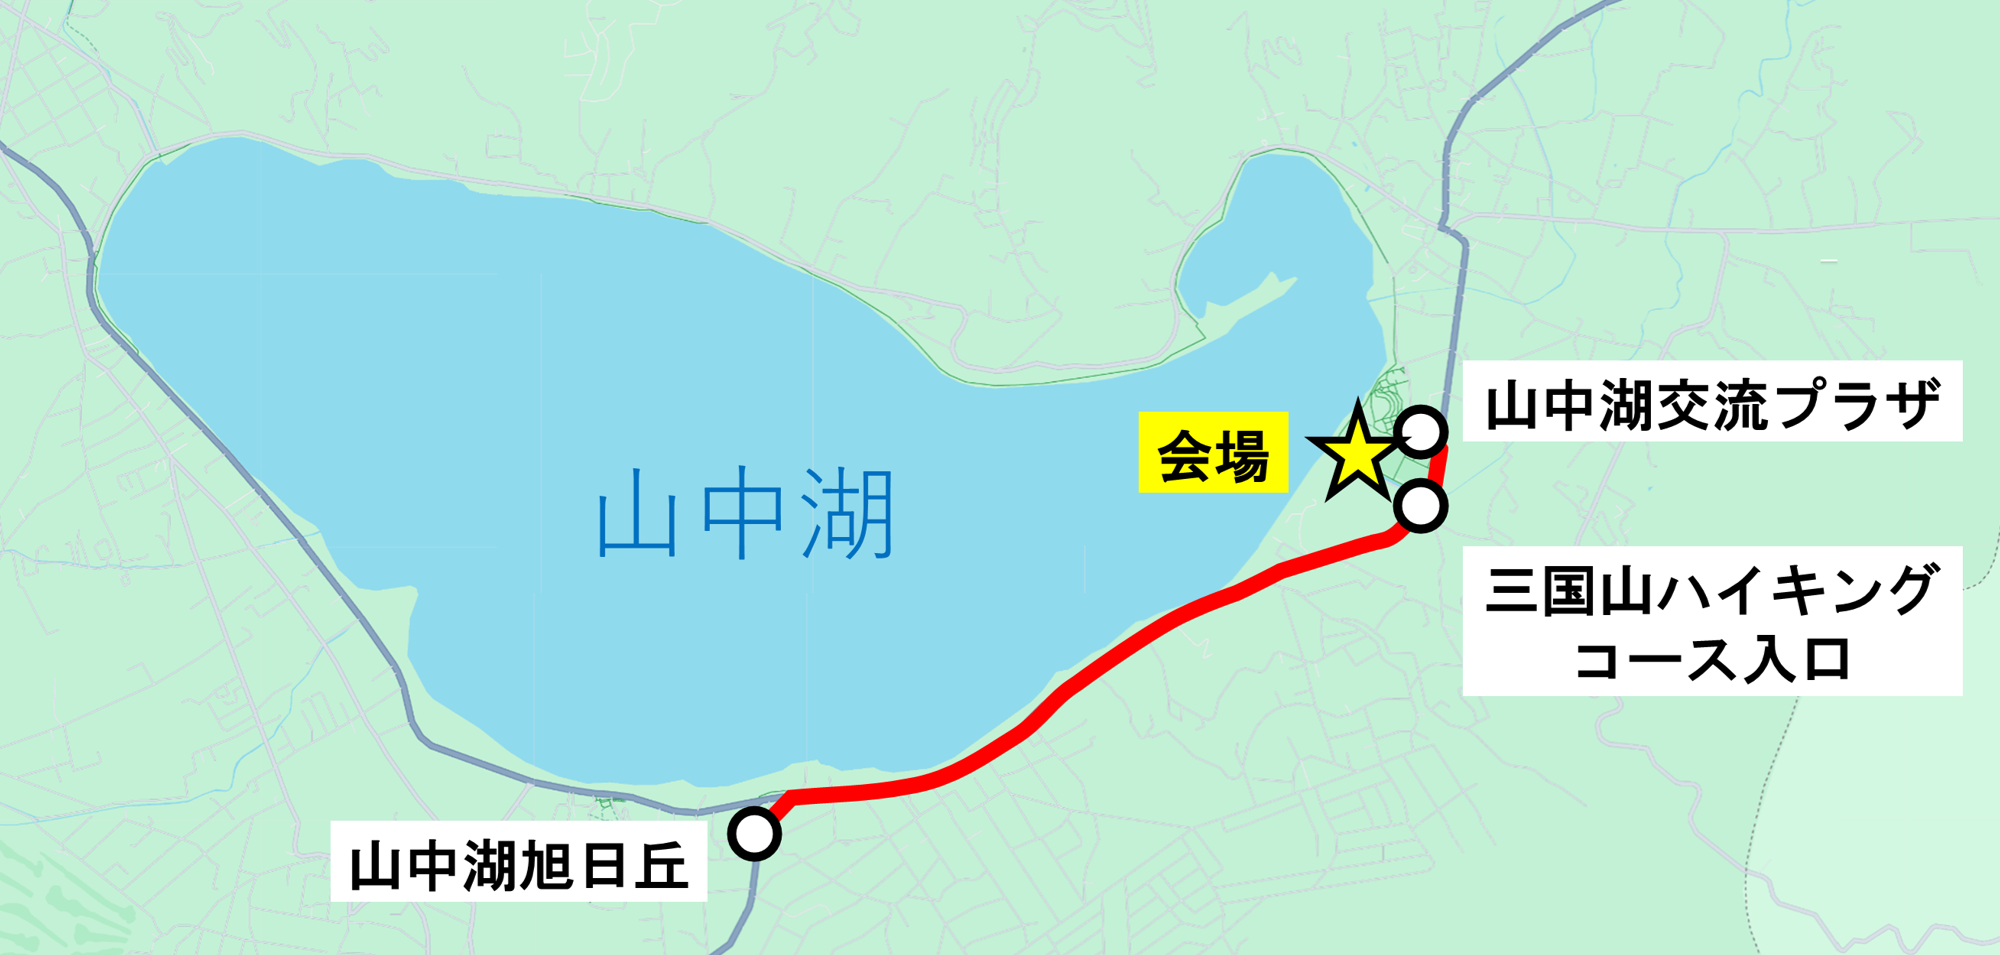 山中湖交流プラザ
会場
山中湖
三国山ハイキング
コース入口
山中湖旭日丘